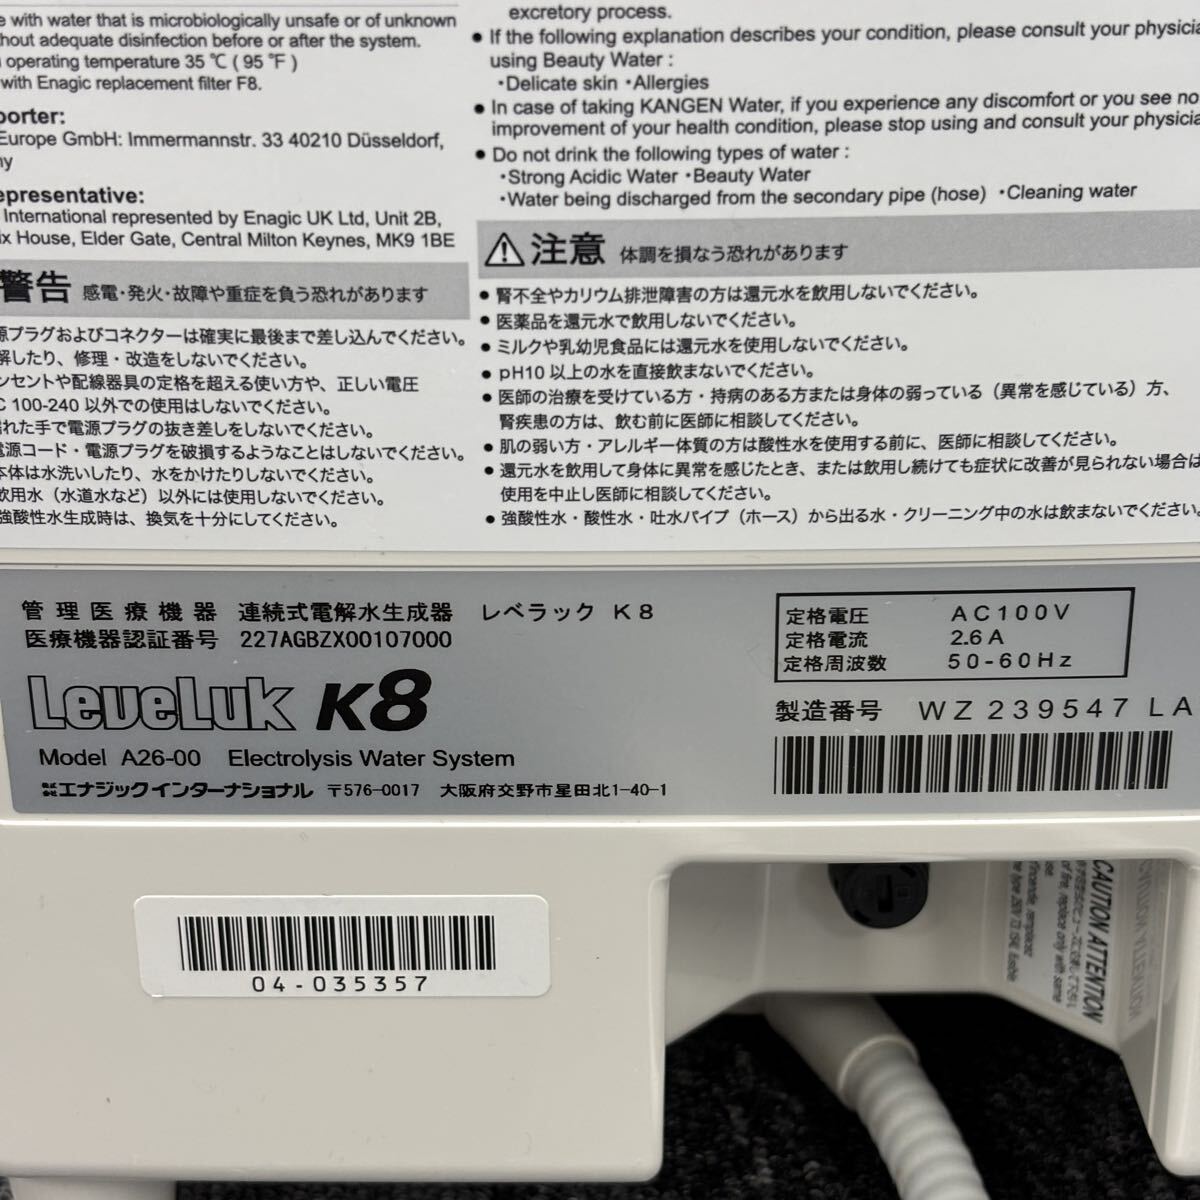 e with water that is microbiologically unsafe or of unknown
hout adequate disinfection before or after the system.
operating temperature 35 ℃ ( 95 ℉ )
with Enagic replacement filter F8.
porter:
Europe GmbH: Immermannstr. 33 40210 Düsseldorf,
ny
epresentative:
International represented by Enagic UK Ltd, Unit 2B,
ix House, Elder Gate, Central Milton Keynes, MK9 1BE
警告 感電・発火・故障や重症を負う恐れがあります
源プラグおよびコネクターは確実に最後まで差し込んでください。
解したり、修理・改造をしないでください。
ンセントや配線器具の定格を超える使い方や、正しい電圧
C 100-240 以外での使用はしないでください。
濡れた手で電源プラグの抜き差しをしないでください。
電源コード・電源プラグを破損するようなことはしないでください。
本体は水洗いしたり、水をかけたりしないでください。
飲用水（水道水など）以外には使用しないでください。
強酸性水生成時は、換気を十分にしてください。
excretory process.
● If the following explanation describes your condition, please consult your physicia
using Beauty Water :
・Delicate skin ・Allergies
● In case of taking KANGEN Water, if you experience any discomfort or you see no
improvement of your health condition, please stop using and consult your physicia
● Do not drink the following types of water :
・Strong Acidic Water ・Beauty Water
・Water being discharged from the secondary pipe (hose) ・Cleaning water
注意 体調を損なう恐れがあります
● 腎不全やカリウム排泄障害の方は還元水を飲用しないでください。
● 医薬品を還元水で飲用しないでください。
● ミルクや乳幼児食品には還元水を使用しないでください。
● pH10 以上の水を直接飲まないでください。
● 医師の治療を受けている方・持病のある方または身体の弱っている（異常を感じている）方、
腎疾患の方は、飲む前に医師に相談してください。
● 肌の弱い方・アレルギー体質の方は酸性水を使用する前に、医師に相談してください。
● 還元水を飲用して身体に異常を感じたとき、または飲用し続けても症状に改善が見られない場合は
使用を中止し医師に相談してください。
● 強酸性水・酸性水・吐水パイプ（ホース）から出る水・クリーニング中の水は飲まないでください。
管理医療機器 連続式電解水生成器 レベラック K8
医療機器認証番号 227AGBZX00107000
LeveLuk K8
Model A26-00 Electrolysis Water System
株式会社エナジックインターナショナル 〒576-0017 大阪府交野市星田北1-40-1
定格電圧 AC100V
定格電流 2.6A
定格周波数 50-60Hz
製造番号 WZ 239547 LA
04-035357
CAUTION ATTENTION
of fire, replace only with same
d'incendie, remplacez